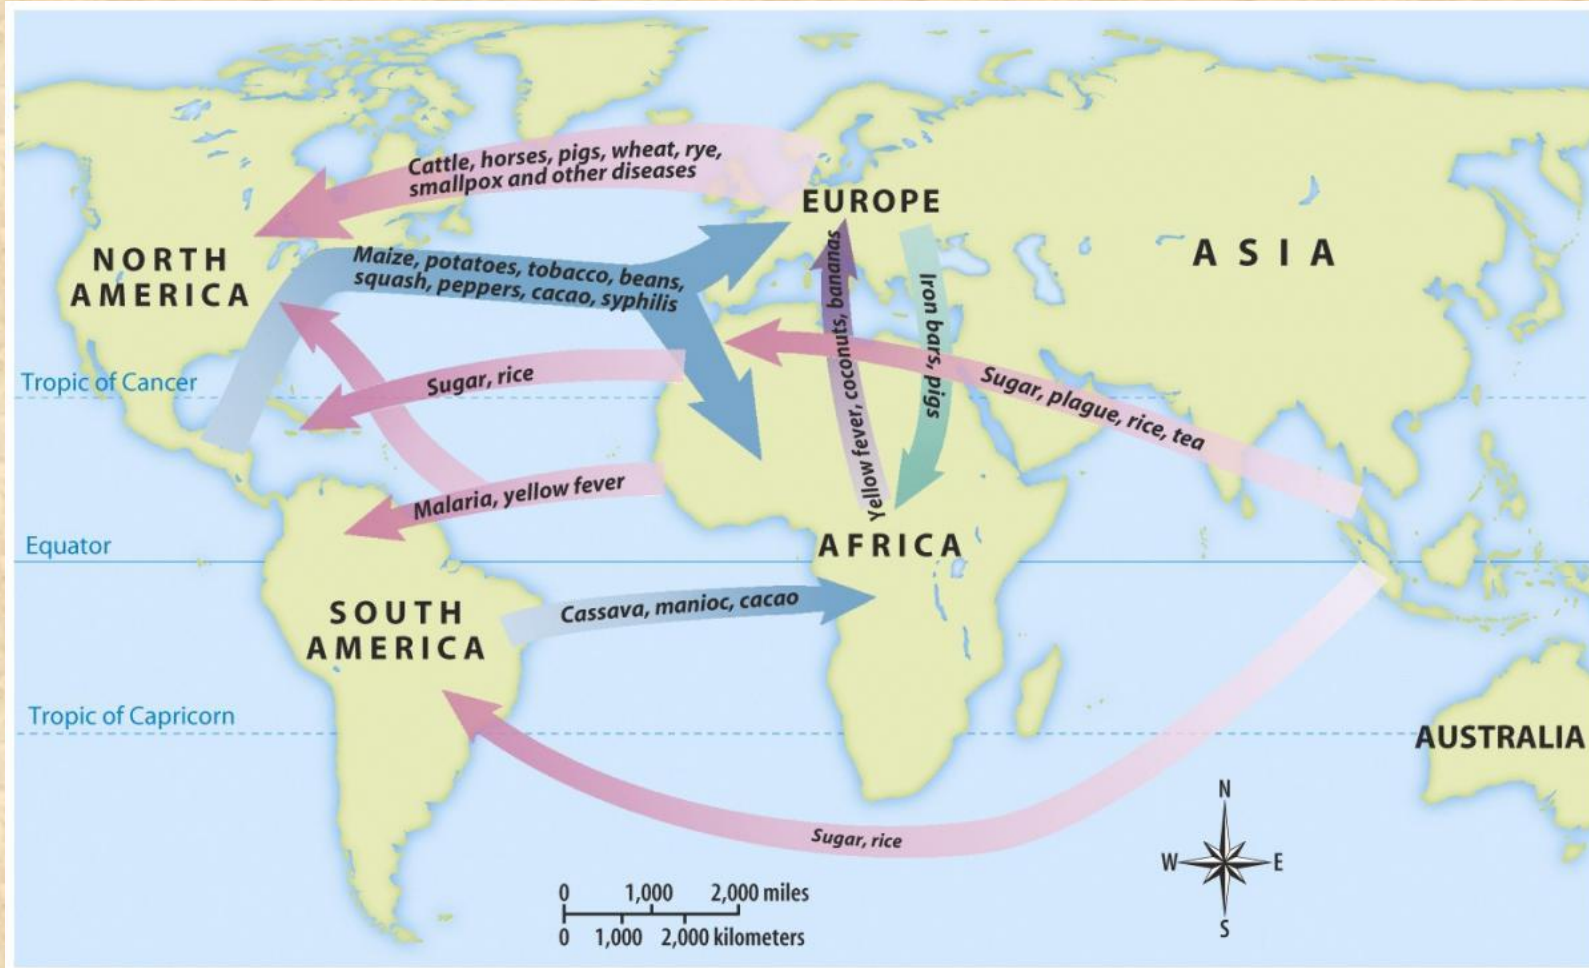 Cattle, horses, pigs, wheat, rye,
smallpox and other diseases
EUROPE
ASIA
NORTH
AMERICA
Maize, potatoes, tobacco, beans,
squash, peppers, cacao, syphilis
Yellow fever, coconuts, bananas
Iron bars, pigs
Tropic of Cancer
Sugar, rice
Sugar, plague, rice, tea
Malaria, yellow fever
Equator
AFRICA
SOUTH
AMERICA
Cassava, manioc, cacao
Tropic of Capricorn
AUSTRALIA
Sugar, rice
N
W E
S
0 1,000 2,000 miles
0 1,000 2,000 kilometers